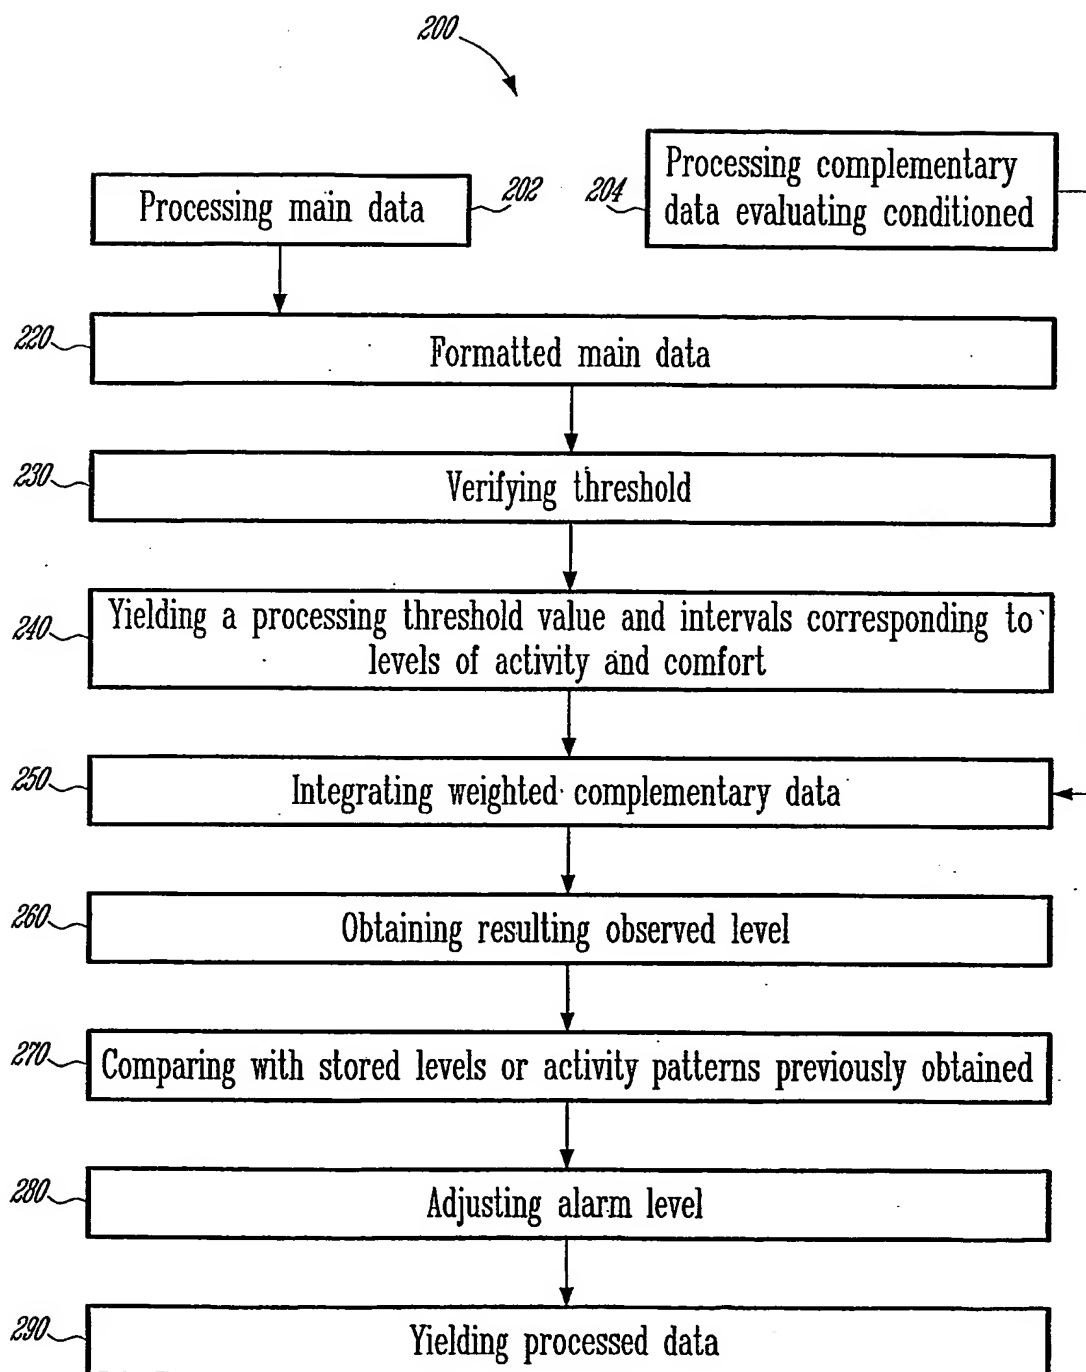 200
Processing main data
202
204
Processing complementary
data evaluating conditioned
220
Formatted main data
230
Verifying threshold
240
Yielding a processing threshold value and intervals corresponding to
levels of activity and comfort
250
Integrating weighted complementary data
260
Obtaining resulting observed level
270
Comparing with stored levels or activity patterns previously obtained
280
Adjusting alarm level
290
Yielding processed data